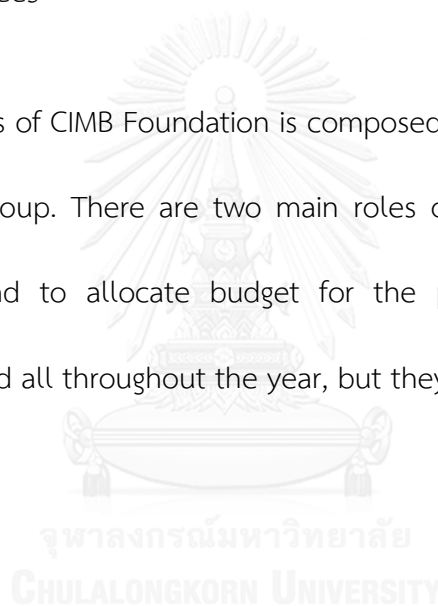 s of CIMB Foundation is composed
oup. There are two main roles o
nd to allocate budget for the p
d all throughout the year, but they
จุฬาลงกรณ์มหาวิทยาลัย
CHULALONGKORN UNIVERSITY